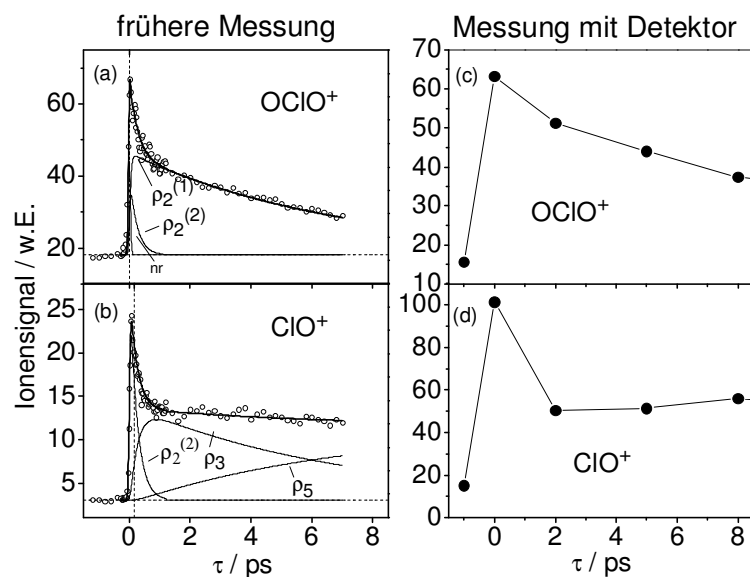 frühere Messung
Messung mit Detektor
Ionensignal / w.E.
(a)
OClO⁺
60
40
20
ρ₂⁽¹⁾
ρ₂⁽²⁾
nr
(b)
ClO⁺
25
20
15
10
5
ρ₂⁽²⁾
ρ₃
ρ₅
0 2 4 6 8
τ / ps
(c)
OClO⁺
70
60
50
40
30
20
10
(d)
ClO⁺
100
80
60
40
20
0
0 2 4 6 8
τ / ps